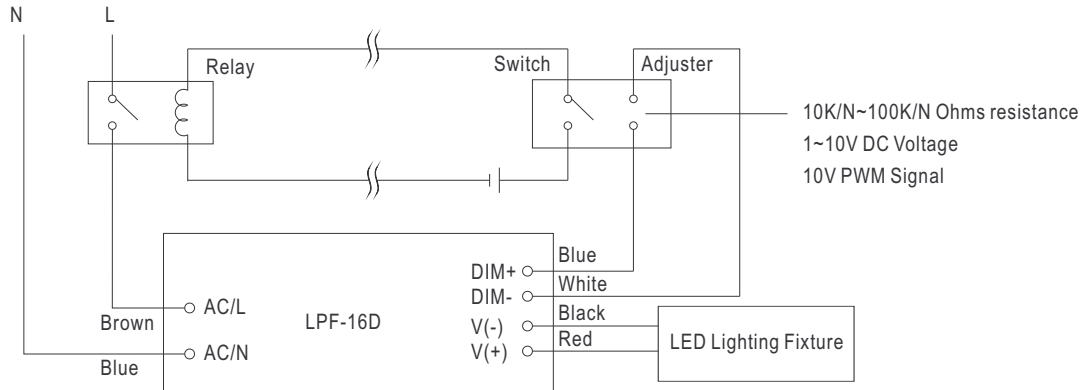 N
L
Relay
Switch
Adjuster
10K/N~100K/N Ohms resistance
1~10V DC Voltage
10V PWM Signal
DIM+
Blue
DIM-
White
V(-)
Black
V(+)
Red
LED Lighting Fixture
LPF-16D
AC/L
Brown
AC/N
Blue